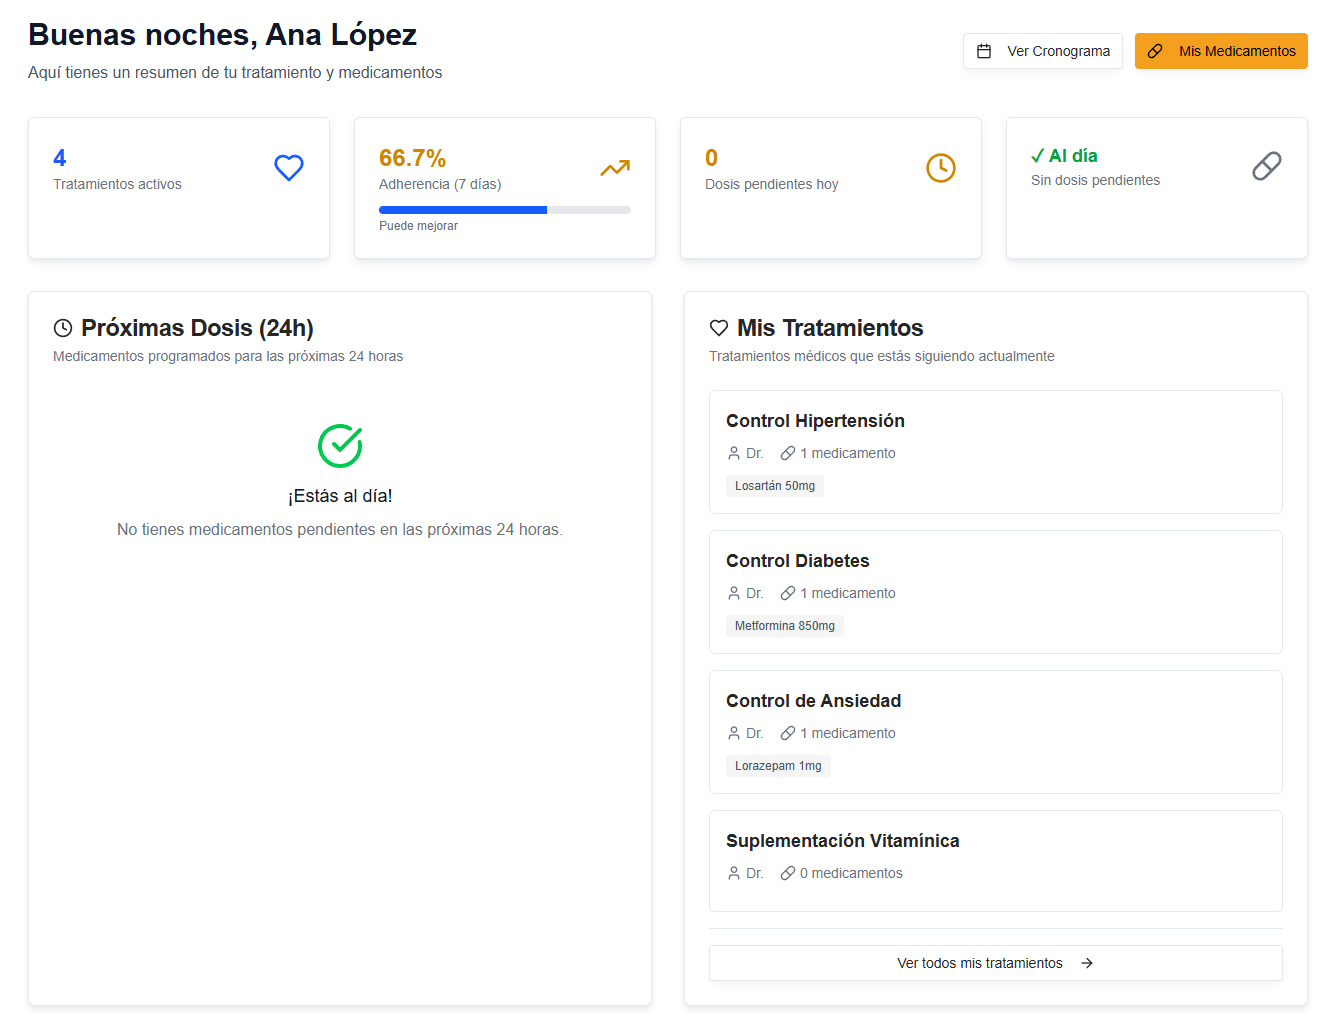 Buenas noches, Ana López
Aquí tienes un resumen de tu tratamiento y medicamentos
Ver Cronograma
Mis Medicamentos
4
Tratamientos activos
66.7%
Adherencia (7 días)
Puede mejorar
0
Dosis pendientes hoy
✓ Al día
Sin dosis pendientes
Próximas Dosis (24h)
Medicamentos programados para las próximas 24 horas
¡Estás al día!
No tienes medicamentos pendientes en las próximas 24 horas.
Mis Tratamientos
Tratamientos médicos que estás siguiendo actualmente
Control Hipertensión
Dr. 1 medicamento
Losartán 50mg
Control Diabetes
Dr. 1 medicamento
Metformina 850mg
Control de Ansiedad
Dr. 1 medicamento
Lorazepam 1mg
Suplementación Vitamínica
Dr. 0 medicamentos
Ver todos mis tratamientos →